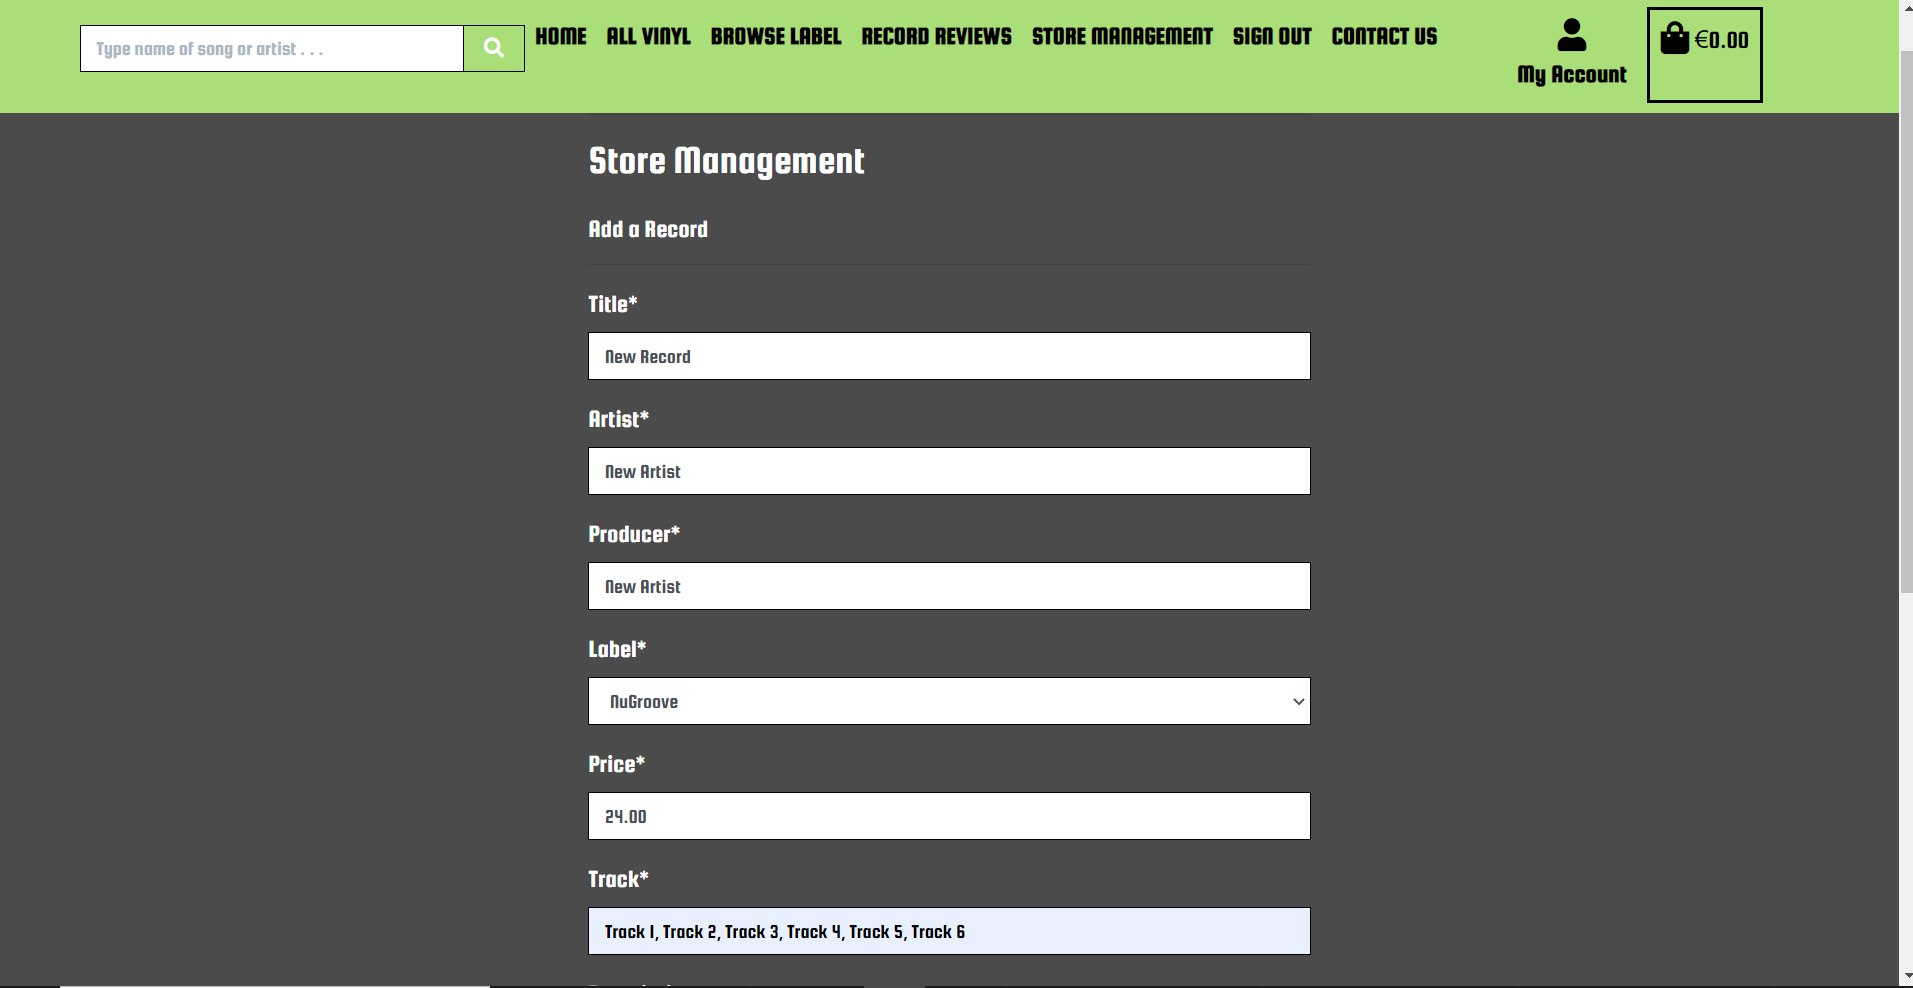 Type name of song or artist . . .
HOME ALL VINYL BROWSE LABEL RECORD REVIEWS STORE MANAGEMENT SIGN OUT CONTACT US
My Account
€0.00
Store Management
Add a Record
Title*
New Record
Artist*
New Artist
Producer*
New Artist
Label*
NuGroove
Price*
24.00
Track*
Track 1, Track 2, Track 3, Track 4, Track 5, Track 6